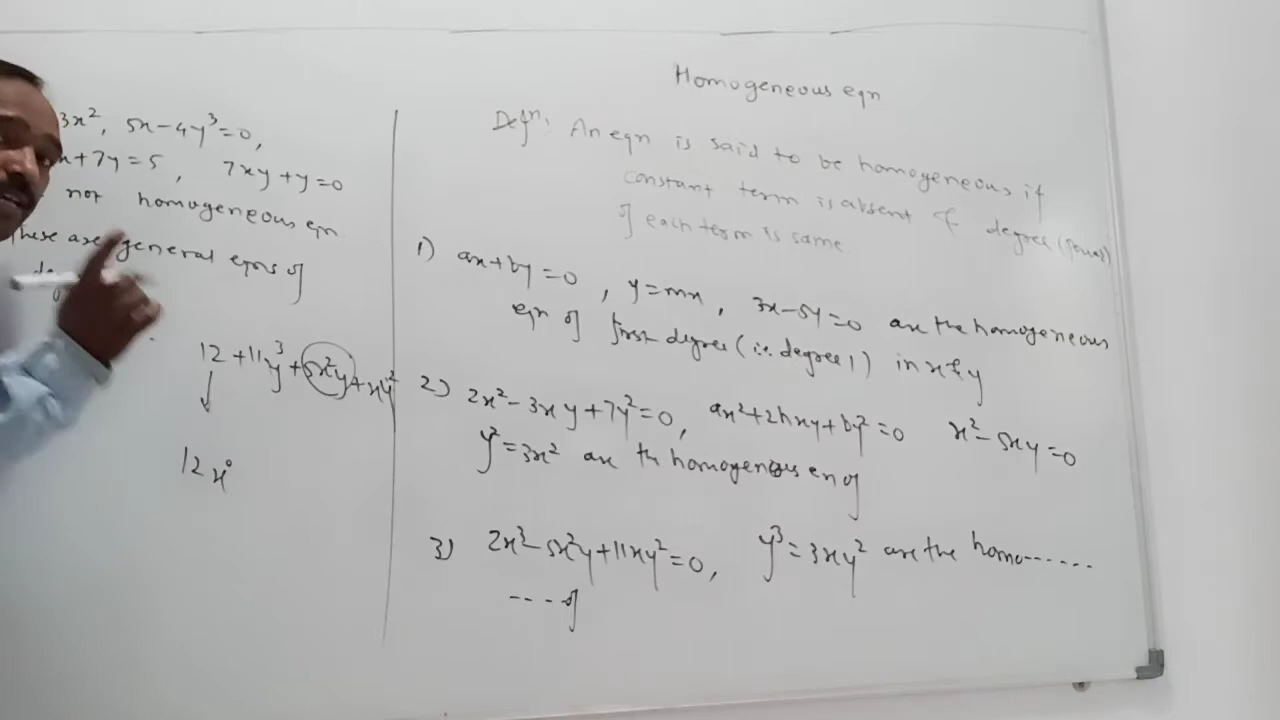 3x², 5x-4y³=0,
x+7y=5, 7xy+y=0
not homogeneous eqn
These are general eqns of
12+11y³+5x²y+xy²
↓
12x⁰
Homogeneous eqn
Defⁿ: An eqn is said to be homogeneous if
constant term is absent & degree (power)
of each term is same
1) ax+by=0, y=mx, 3x-5y=0 are the homogeneous
eqn of first degree (i.e. degree 1) in x & y
2) 2x²-3xy+7y²=0, ax²+2hxy+by²=0 x²-5xy=0
y²=3x² are th homogenous en of
3) 2x³-5x²y+11xy²=0, y³=3xy² are the homo------
---- of